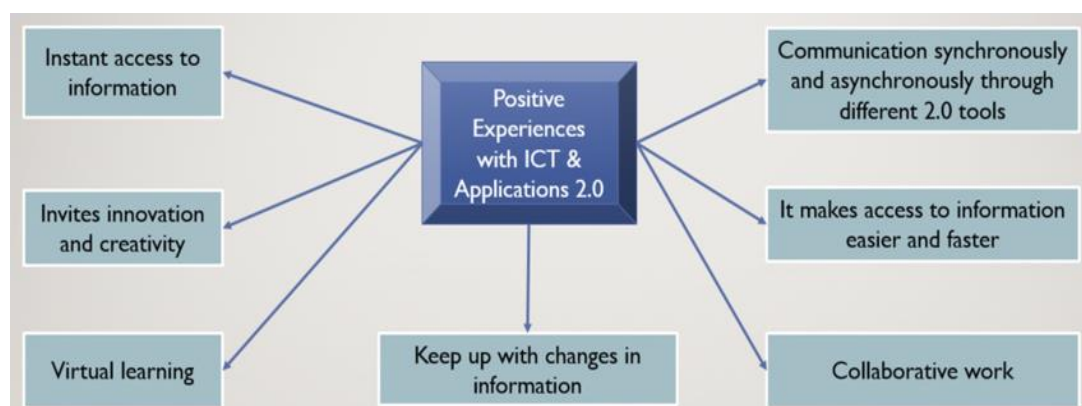 Instant access to
information
Invites innovation
and creativity
Virtual learning
Positive
Experiences
with ICT &
Applications 2.0
Keep up with changes in
information
Communication synchronously
and asynchronously through
different 2.0 tools
It makes access to information
easier and faster
Collaborative work